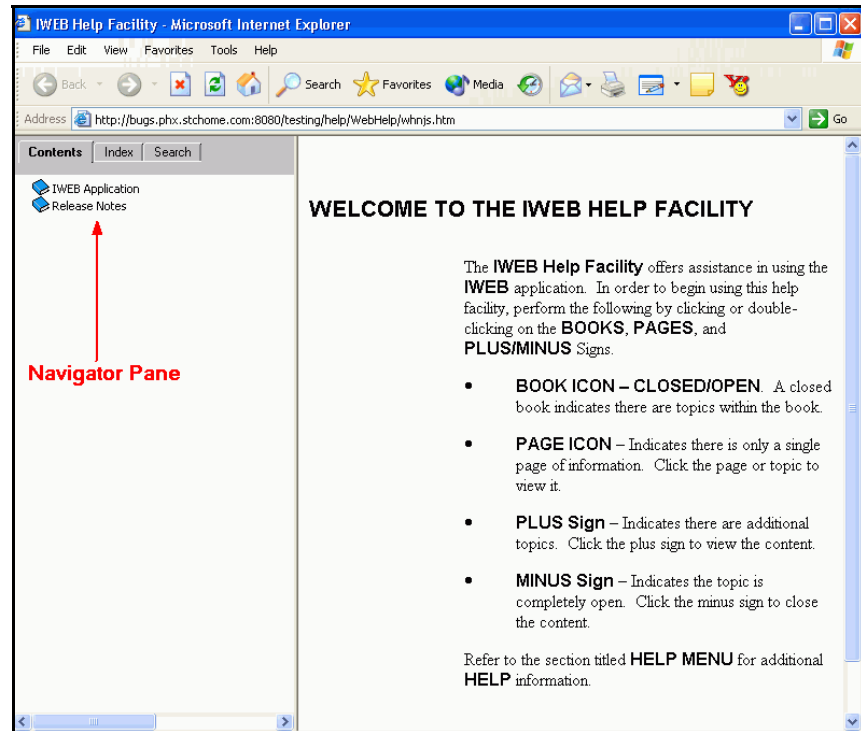 IWEB Help Facility - Microsoft Internet Explorer
File Edit View Favorites Tools Help
Back Search Favorites Media
Address http://bugs.phx.stchome.com:8080/testing/help/WebHelp/whnjs.htm Go
Contents Index Search
IWEB Application
Release Notes
Navigator Pane
WELCOME TO THE IWEB HELP FACILITY
The IWEB Help Facility offers assistance in using the
IWEB application. In order to begin using this help
facility, perform the following by clicking or double-
clicking on the BOOKS, PAGES, and
PLUS/MINUS Signs.
• BOOK ICON – CLOSED/OPEN. A closed
book indicates there are topics within the book.
• PAGE ICON – Indicates there is only a single
page of information. Click the page or topic to
view it.
• PLUS Sign – Indicates there are additional
topics. Click the plus sign to view the content.
• MINUS Sign – Indicates the topic is
completely open. Click the minus sign to close
the content.
Refer to the section titled HELP MENU for additional
HELP information.